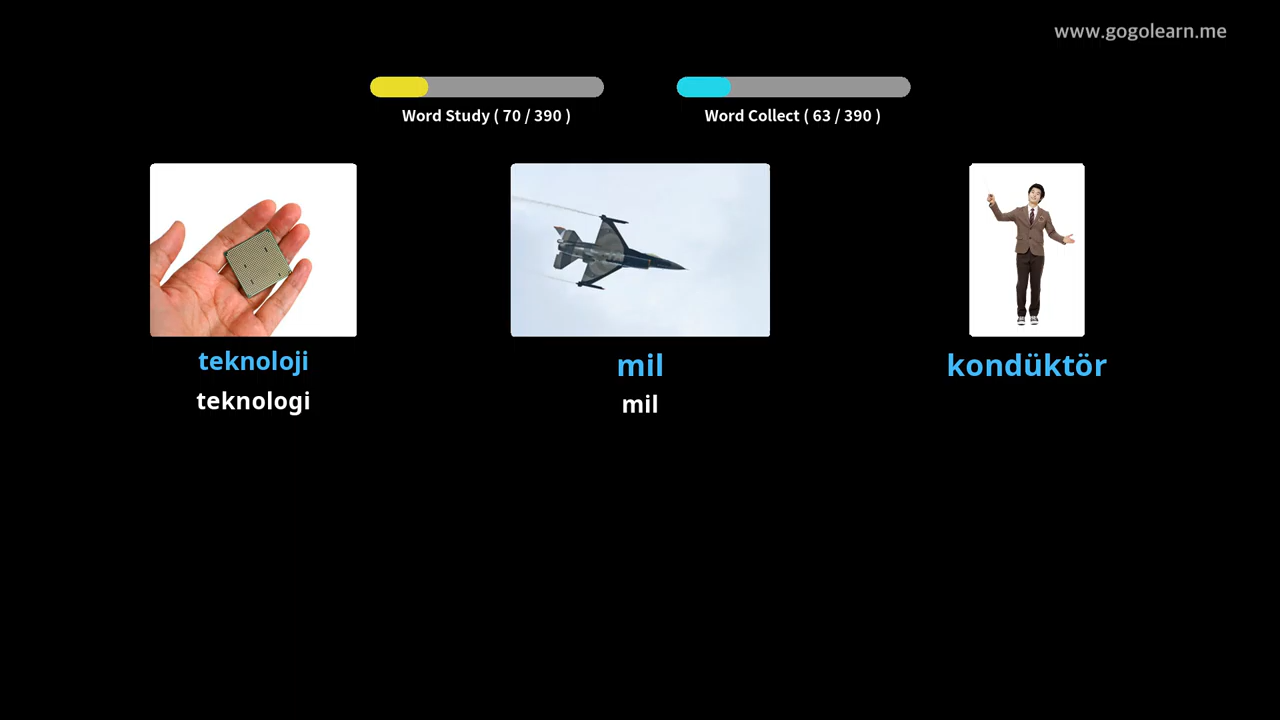 www.gogolearn.me
Word Study ( 70 / 390 )
Word Collect ( 63 / 390 )
teknoloji
teknologi
mil
mil
kondüktör